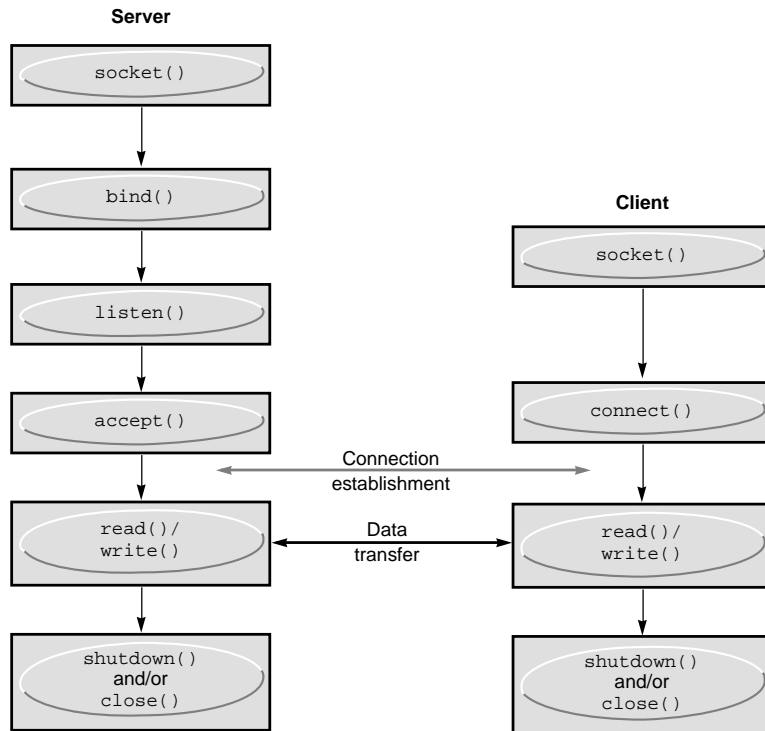 Server
socket()
bind()
listen()
accept()
read()/
write()
shutdown()
and/or
close()
Client
socket()
connect()
read()/
write()
shutdown()
and/or
close()
Connection
establishment
Data
transfer